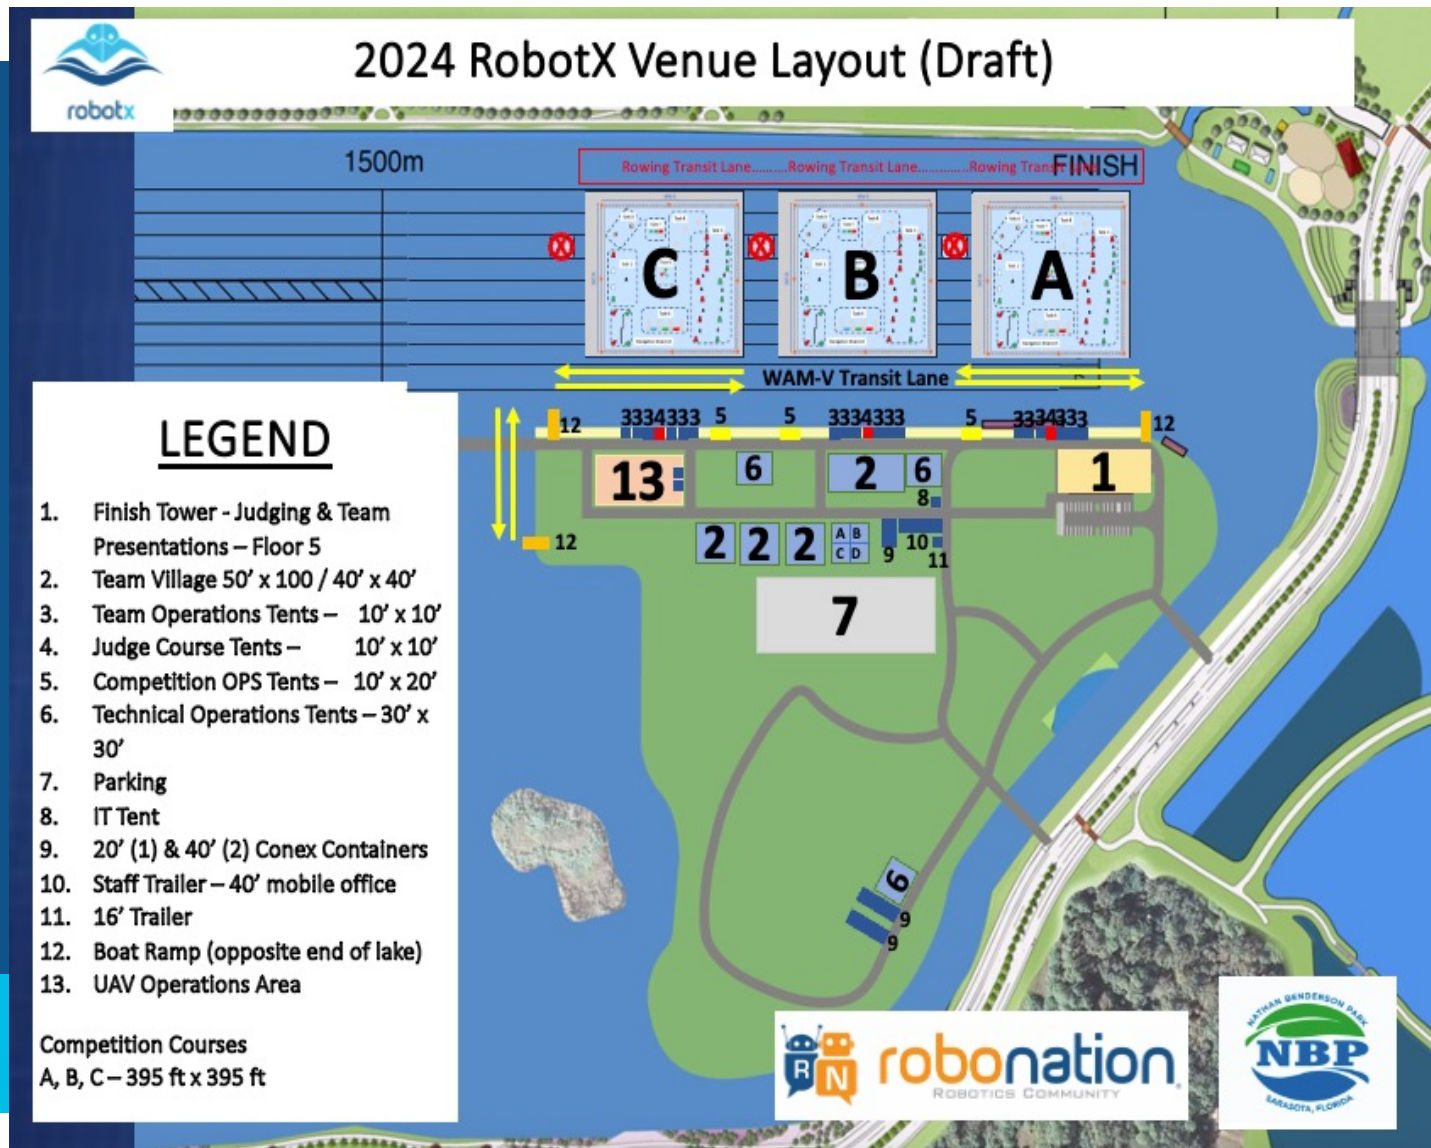 2024 RobotX Venue Layout (Draft)
robotx
1500m
Rowing Transit Lane.........Rowing Transit Lane..............Rowing Transit Lane
FINISH
C
B
A
WAM-V Transit Lane
12
3334333
5
5
3334333
5
3334333
12
13
6
2
6
1
8
12
2
2
2
A B
C D
9
10
11
7
6
9
9
LEGEND
1. Finish Tower - Judging & Team
Presentations – Floor 5
2. Team Village 50' x 100 / 40' x 40'
3. Team Operations Tents – 10' x 10'
4. Judge Course Tents – 10' x 10'
5. Competition OPS Tents – 10' x 20'
6. Technical Operations Tents – 30' x
30'
7. Parking
8. IT Tent
9. 20' (1) & 40' (2) Conex Containers
10. Staff Trailer – 40' mobile office
11. 16' Trailer
12. Boat Ramp (opposite end of lake)
13. UAV Operations Area
Competition Courses
A, B, C – 395 ft x 395 ft
R N
robonation
ROBOTICS COMMUNITY
NATHAN BENDERSON PARK
NBP
SARASOTA, FLORIDA